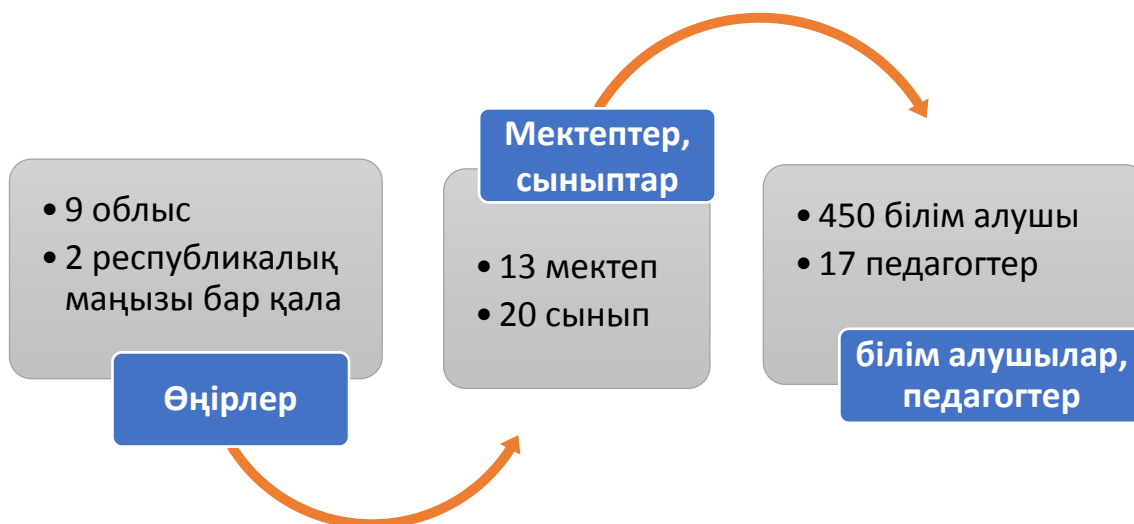 • 9 облыс
• 2 республикалық
маңызы бар қала
Өңірлер
Мектептер,
сыныптар
• 13 мектеп
• 20 сынып
• 450 білім алушы
• 17 педагогтер
білім алушылар,
педагогтер